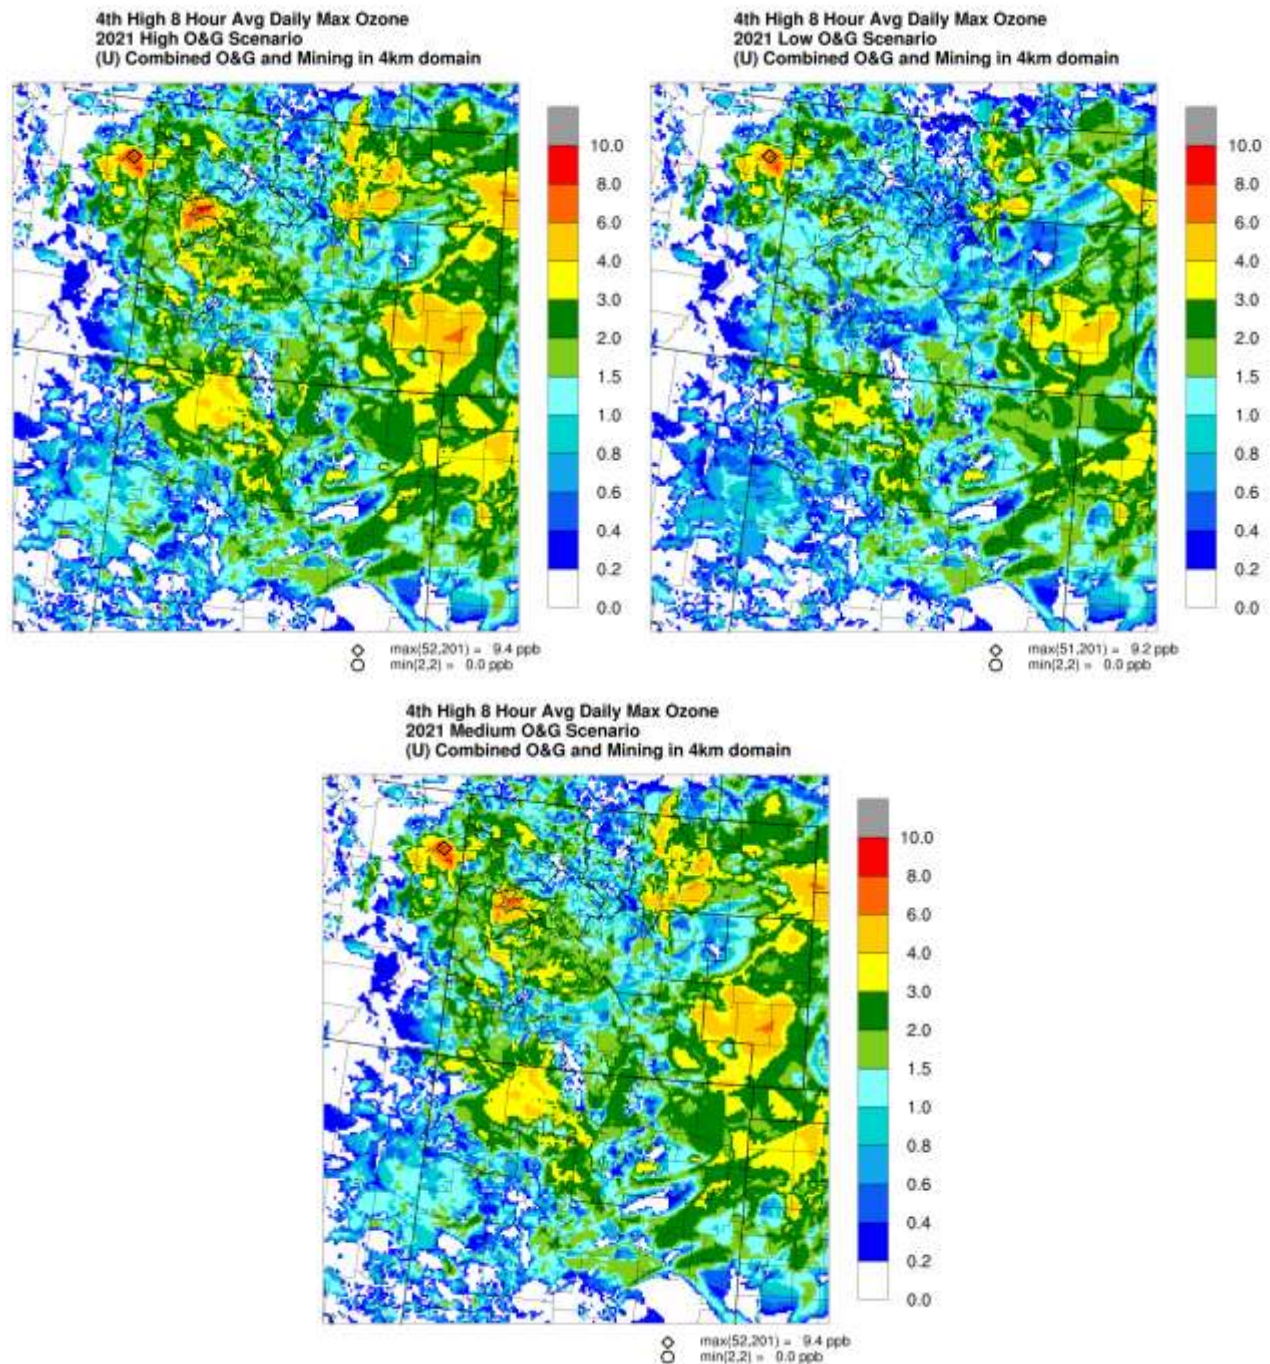 4th High 8 Hour Avg Daily Max Ozone
2021 High O&G Scenario
(U) Combined O&G and Mining in 4km domain
10.0
8.0
6.0
4.0
3.0
2.0
1.5
1.0
0.8
0.6
0.4
0.2
0.0
max(52,201) = 9.4 ppb
min(2,2) = 0.0 ppb
4th High 8 Hour Avg Daily Max Ozone
2021 Low O&G Scenario
(U) Combined O&G and Mining in 4km domain
10.0
8.0
6.0
4.0
3.0
2.0
1.5
1.0
0.8
0.6
0.4
0.2
0.0
max(51,201) = 9.2 ppb
min(2,2) = 0.0 ppb
4th High 8 Hour Avg Daily Max Ozone
2021 Medium O&G Scenario
(U) Combined O&G and Mining in 4km domain
10.0
8.0
6.0
4.0
3.0
2.0
1.5
1.0
0.8
0.6
0.4
0.2
0.0
max(52,201) = 9.4 ppb
min(2,2) = 0.0 ppb